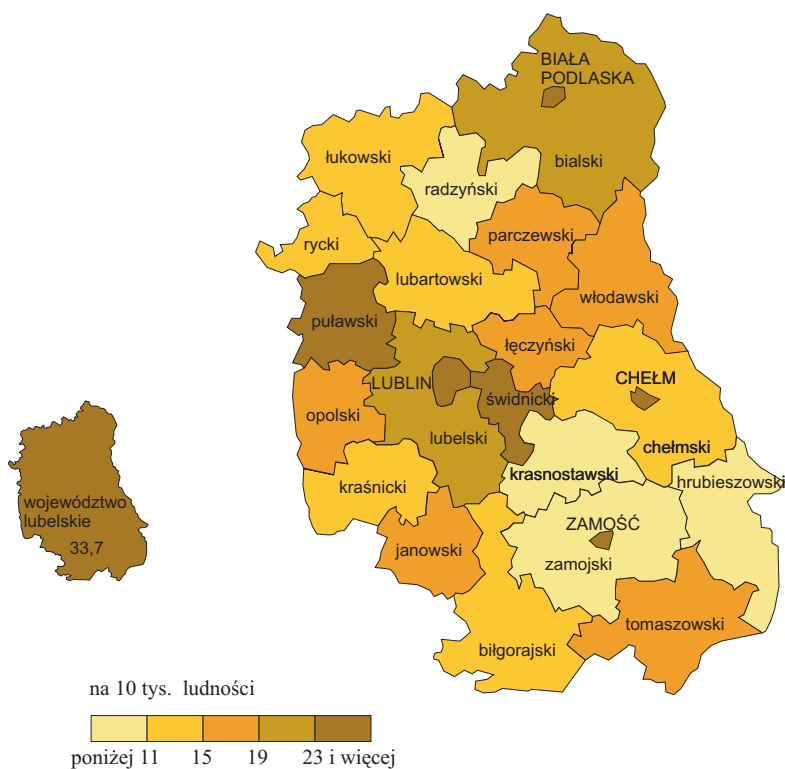 BIAŁA
PODLASKA
bialski
łukowski
radzyński
parczewski
rycki
lubartowski
włodawski
puławski
łęczyński
LUBLIN
świdnicki
CHEŁM
opolski
lubelski
chełmski
krasnostawski
hrubieszowski
kraśnicki
województwo
lubelskie
33,7
ZAMOŚĆ
janowski
zamojski
tomaszowski
biłgorajski
na 10 tys. ludności
poniżej 11 15 19 23 i więcej